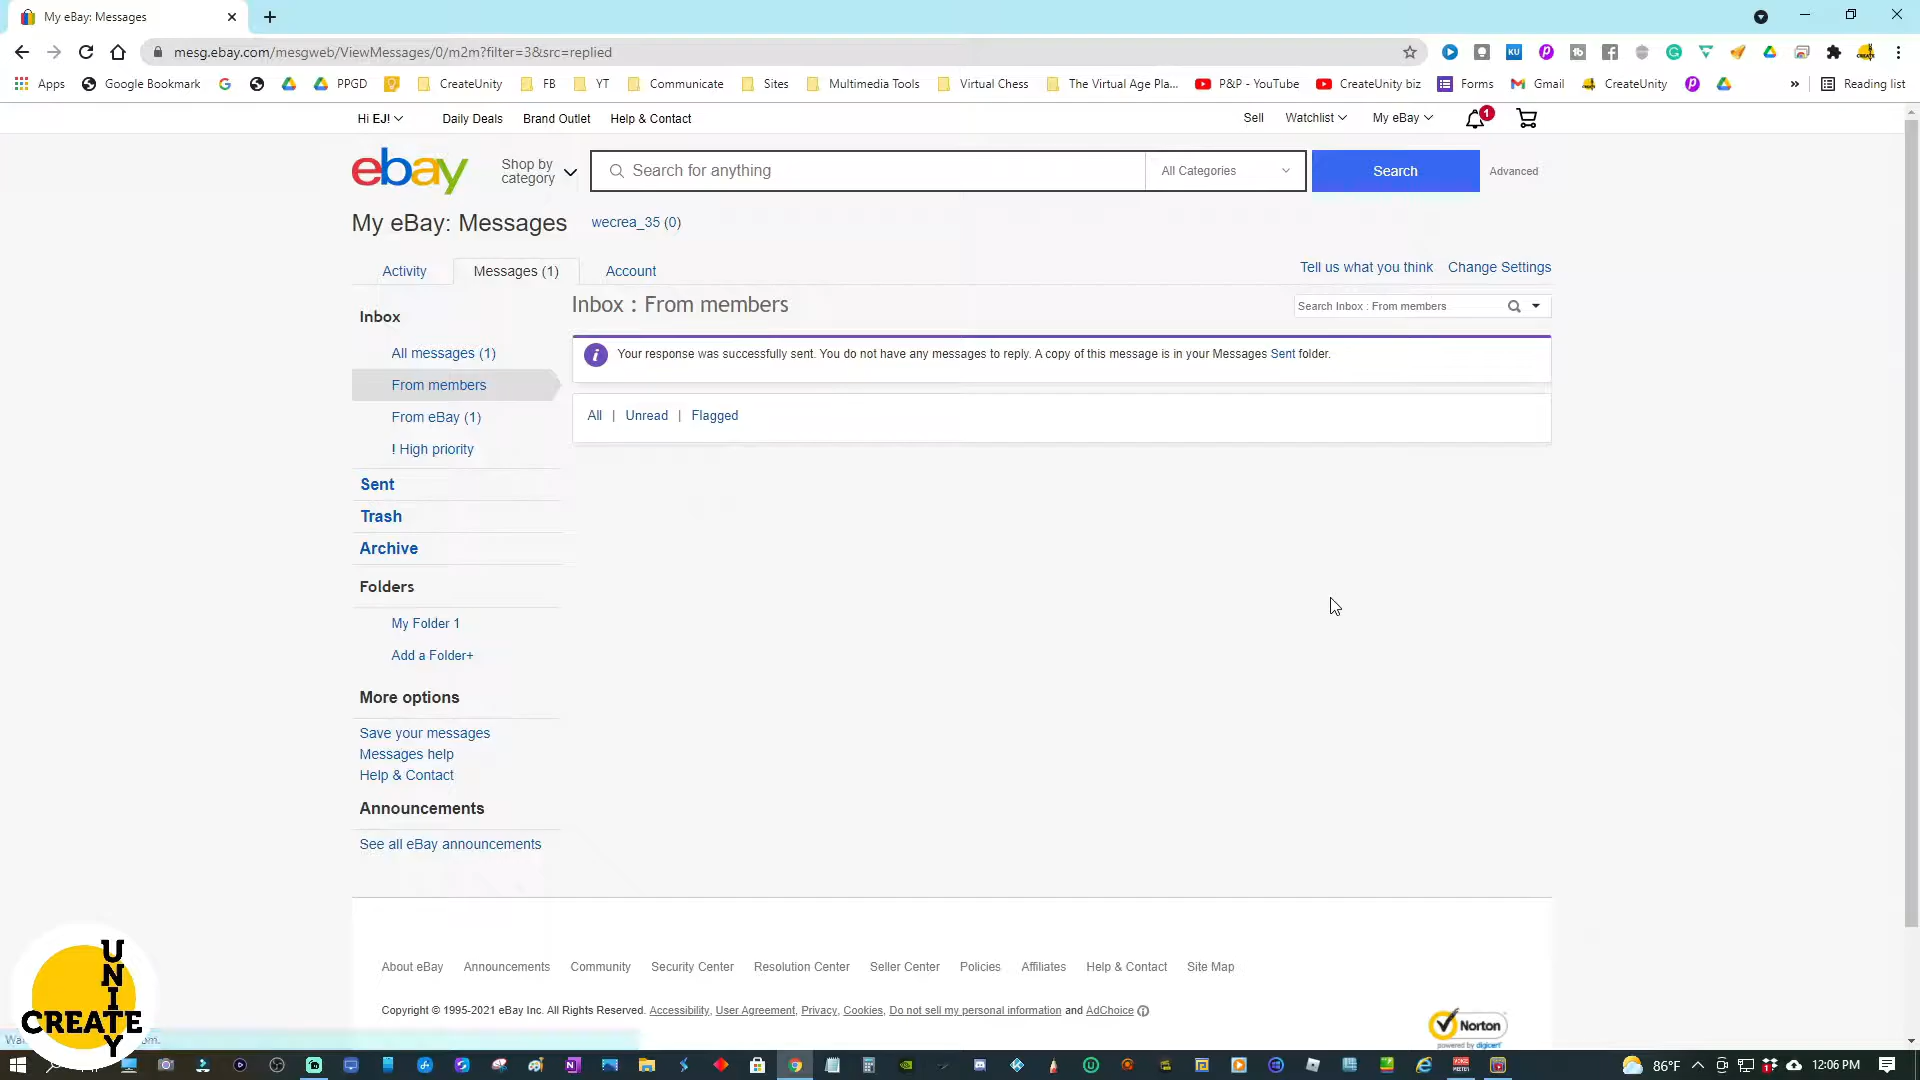 My eBay: Messages
mesg.ebay.com/mesgweb/ViewMessages/0/m2m?filter=3&src=replied
Apps Google Bookmark PPGD CreateUnity FB YT Communicate Sites Multimedia Tools Virtual Chess The Virtual Age Pla... P&P - YouTube CreateUnity biz Forms Gmail CreateUnity » Reading list
Hi EJ! Daily Deals Brand Outlet Help & Contact Sell Watchlist My eBay 1
ebay Shop by category Search for anything All Categories Search Advanced
My eBay: Messages wecrea_35 (0)
Activity Messages (1) Account Tell us what you think Change Settings
Inbox : From members Search Inbox : From members
Your response was successfully sent. You do not have any messages to reply. A copy of this message is in your Messages Sent folder.
All | Unread | Flagged
Inbox
All messages (1)
From members
From eBay (1)
! High priority
Sent
Trash
Archive
Folders
My Folder 1
Add a Folder+
More options
Save your messages
Messages help
Help & Contact
Announcements
See all eBay announcements
About eBay Announcements Community Security Center Resolution Center Seller Center Policies Affiliates Help & Contact Site Map
Copyright © 1995-2021 eBay Inc. All Rights Reserved. Accessibility, User Agreement, Privacy, Cookies, Do not sell my personal information and AdChoice
Norton
powered by digicert
CREATE UNITY
86°F 12:06 PM